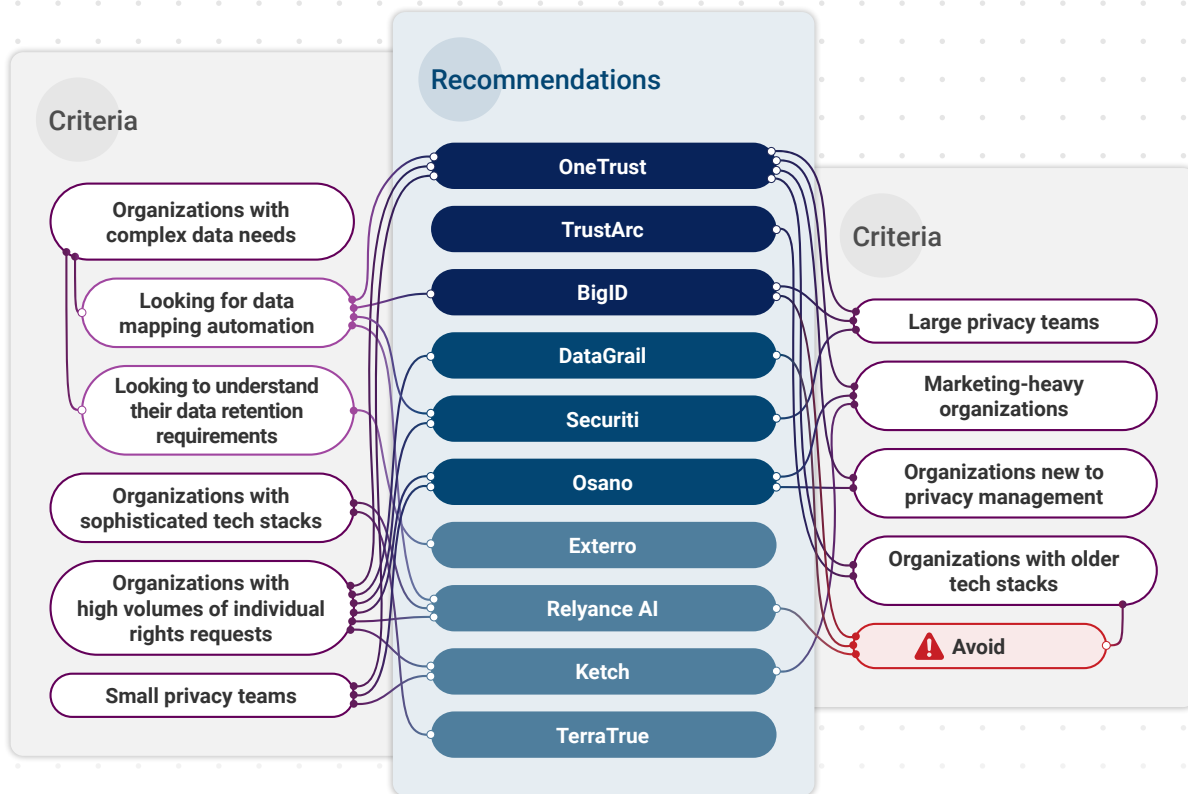 Criteria
Organizations with
complex data needs
Looking for data
mapping automation
Looking to understand
their data retention
requirements
Organizations with
sophisticated tech stacks
Organizations with
high volumes of individual
rights requests
Small privacy teams
Recommendations
OneTrust
TrustArc
BigID
DataGrail
Securiti
Osano
Exterro
Relyance AI
Ketch
TerraTrue
Criteria
Large privacy teams
Marketing-heavy
organizations
Organizations new to
privacy management
Organizations with older
tech stacks
Avoid